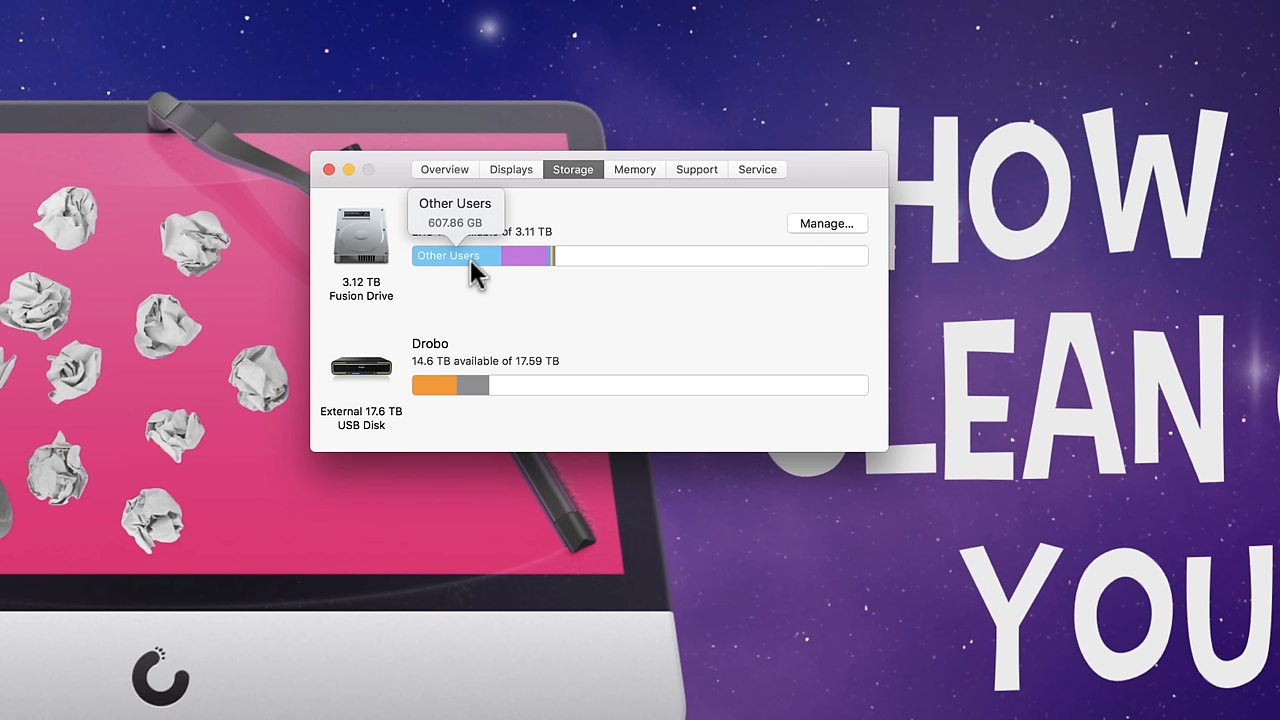 Overview Displays Storage Memory Support Service
Other Users
607.86 GB
of 3.11 TB
Manage...
Other Users
3.12 TB
Fusion Drive
Drobo
14.6 TB available of 17.59 TB
External 17.6 TB
USB Disk
HOW
LEAN
YOU